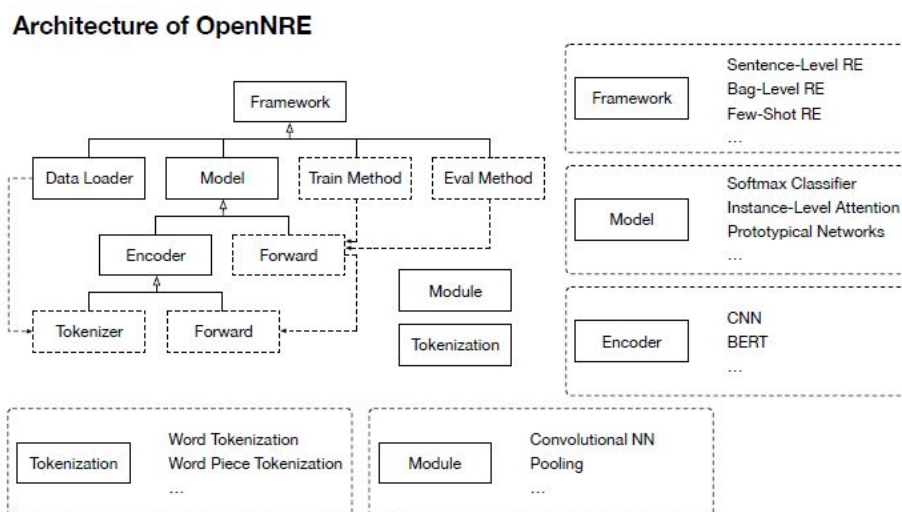 Architecture of OpenNRE
Framework
Data Loader
Model
Train Method
Eval Method
Encoder
Forward
Tokenizer
Forward
Module
Tokenization
Framework
Sentence-Level RE
Bag-Level RE
Few-Shot RE
...
Model
Softmax Classifier
Instance-Level Attention
Prototypical Networks
...
Encoder
CNN
BERT
...
Tokenization
Word Tokenization
Word Piece Tokenization
...
Module
Convolutional NN
Pooling
...